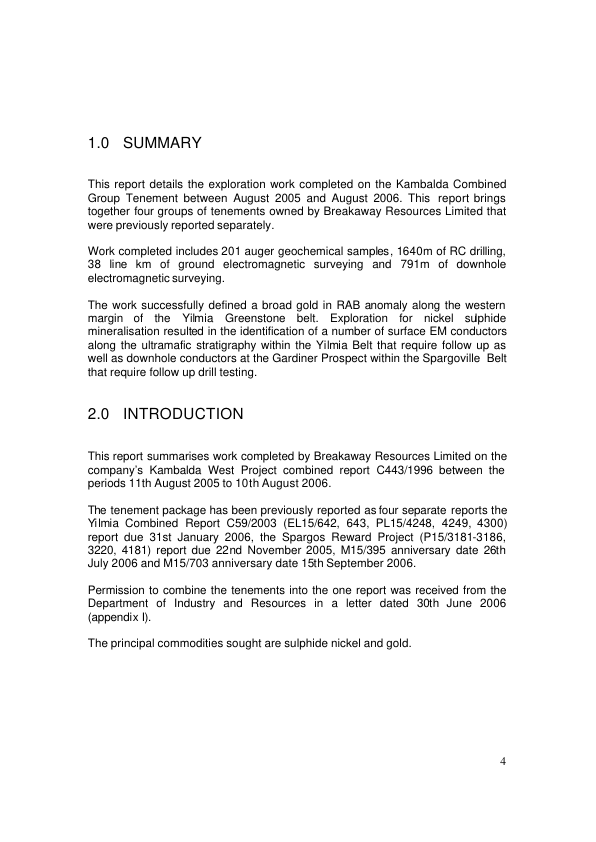 1.0 SUMMARY
This report details the exploration work completed on the Kambalda Combined
Group Tenement between August 2005 and August 2006. This report brings
together four groups of tenements owned by Breakaway Resources Limited that
were previously reported separately.
Work completed includes 201 auger geochemical samples, 1640m of RC drilling,
38 line km of ground electromagnetic surveying and 791m of downhole
electromagnetic surveying.
The work successfully defined a broad gold in RAB anomaly along the western
margin of the Yilmia Greenstone belt. Exploration for nickel sulphide
mineralisation resulted in the identification of a number of surface EM conductors
along the ultramafic stratigraphy within the Yilmia Belt that require follow up as
well as downhole conductors at the Gardiner Prospect within the Spargoville Belt
that require follow up drill testing.
2.0 INTRODUCTION
This report summarises work completed by Breakaway Resources Limited on the
company's Kambalda West Project combined report C443/1996 between the
periods 11th August 2005 to 10th August 2006.
The tenement package has been previously reported as four separate reports the
Yilmia Combined Report C59/2003 (EL15/642, 643, PL15/4248, 4249, 4300)
report due 31st January 2006, the Spargos Reward Project (P15/3181-3186,
3220, 4181) report due 22nd November 2005, M15/395 anniversary date 26th
July 2006 and M15/703 anniversary date 15th September 2006.
Permission to combine the tenements into the one report was received from the
Department of Industry and Resources in a letter dated 30th June 2006
(appendix I).
The principal commodities sought are sulphide nickel and gold.
4